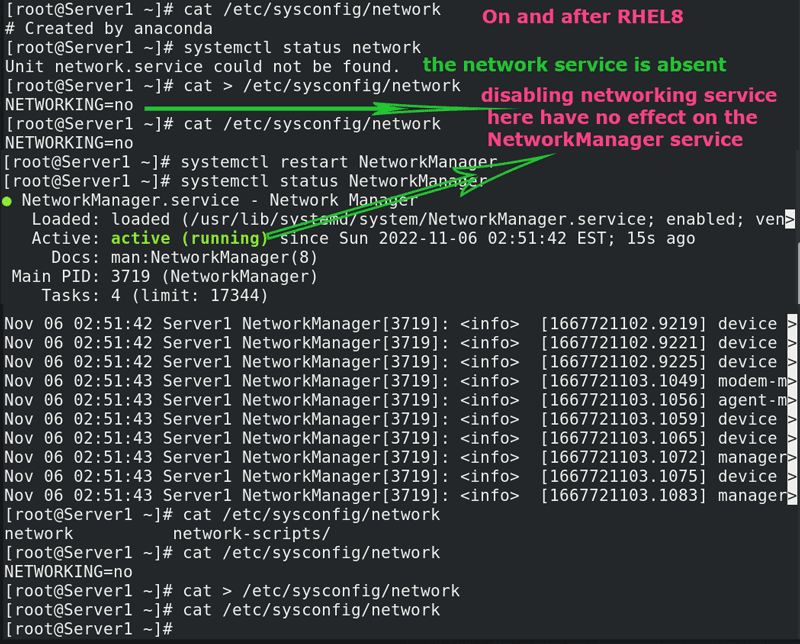 [root@Server1 ~]# cat /etc/sysconfig/network
On and after RHEL8
# Created by anaconda
[root@Server1 ~]# systemctl status network
Unit network.service could not be found.
the network service is absent
[root@Server1 ~]# cat > /etc/sysconfig/network
NETWORKING=no
disabling networking service
here have no effect on the
NetworkManager service
[root@Server1 ~]# cat /etc/sysconfig/network
NETWORKING=no
[root@Server1 ~]# systemctl restart NetworkManager
[root@Server1 ~]# systemctl status NetworkManager
● NetworkManager.service - Network Manager
Loaded: loaded (/usr/lib/systemd/system/NetworkManager.service; enabled; ven>
Active: active (running) since Sun 2022-11-06 02:51:42 EST; 15s ago
Docs: man:NetworkManager(8)
Main PID: 3719 (NetworkManager)
Tasks: 4 (limit: 17344)
Nov 06 02:51:42 Server1 NetworkManager[3719]: <info>  [1667721102.9219] device >
Nov 06 02:51:42 Server1 NetworkManager[3719]: <info>  [1667721102.9221] device >
Nov 06 02:51:42 Server1 NetworkManager[3719]: <info>  [1667721102.9225] device >
Nov 06 02:51:43 Server1 NetworkManager[3719]: <info>  [1667721103.1049] modem-m>
Nov 06 02:51:43 Server1 NetworkManager[3719]: <info>  [1667721103.1056] agent-m>
Nov 06 02:51:43 Server1 NetworkManager[3719]: <info>  [1667721103.1059] device >
Nov 06 02:51:43 Server1 NetworkManager[3719]: <info>  [1667721103.1065] device >
Nov 06 02:51:43 Server1 NetworkManager[3719]: <info>  [1667721103.1072] manager>
Nov 06 02:51:43 Server1 NetworkManager[3719]: <info>  [1667721103.1075] device >
Nov 06 02:51:43 Server1 NetworkManager[3719]: <info>  [1667721103.1083] manager>
[root@Server1 ~]# cat /etc/sysconfig/network
network          network-scripts/
[root@Server1 ~]# cat /etc/sysconfig/network
NETWORKING=no
[root@Server1 ~]# cat > /etc/sysconfig/network
[root@Server1 ~]# cat /etc/sysconfig/network
[root@Server1 ~]#